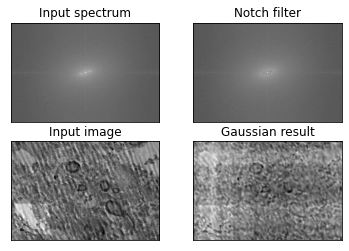 Input spectrum
Notch filter
Input image
Gaussian result